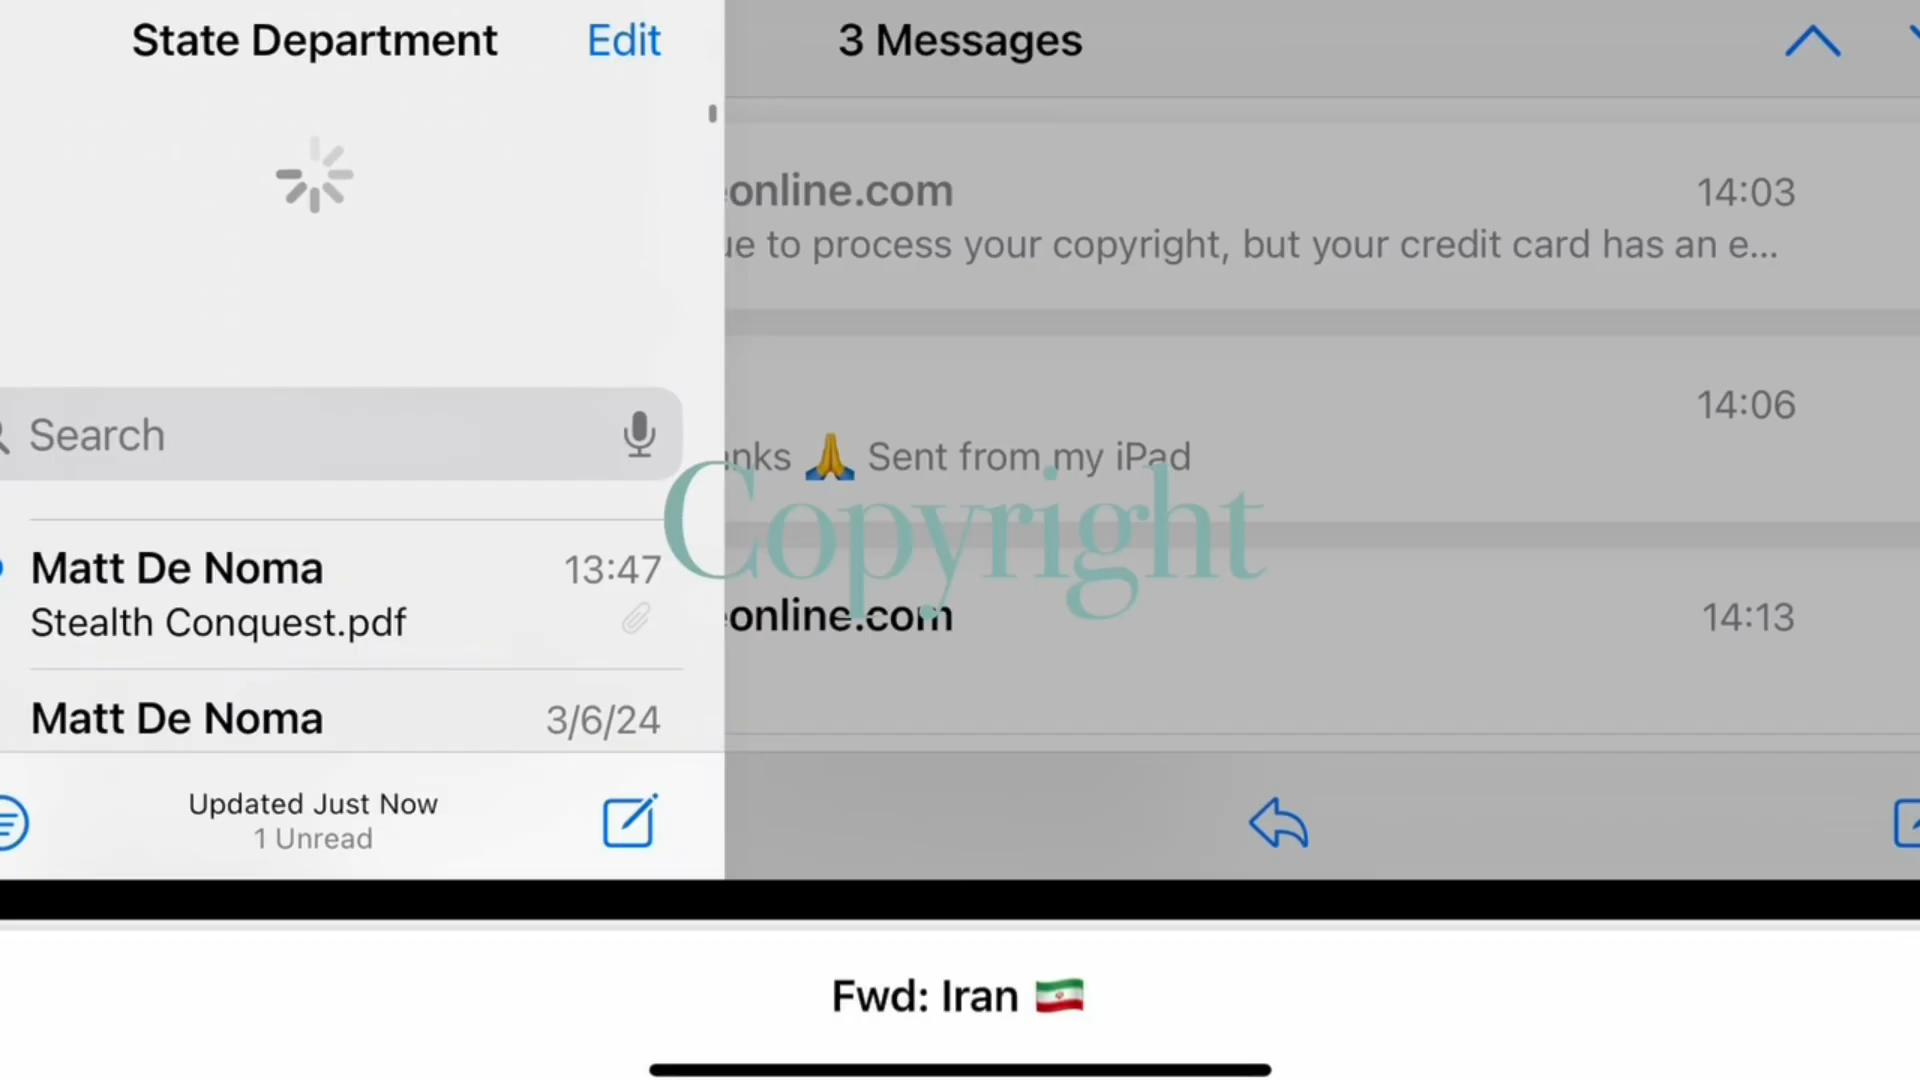 State Department
Edit
Search
Matt De Noma
13:47
Stealth Conquest.pdf
Matt De Noma
3/6/24
Updated Just Now
1 Unread
3 Messages
online.com
14:03
to process your copyright, but your credit card has an e...
14:06
🙏 Sent from my iPad
Copyright
online.com
14:13
Fwd: Iran 🇮🇷